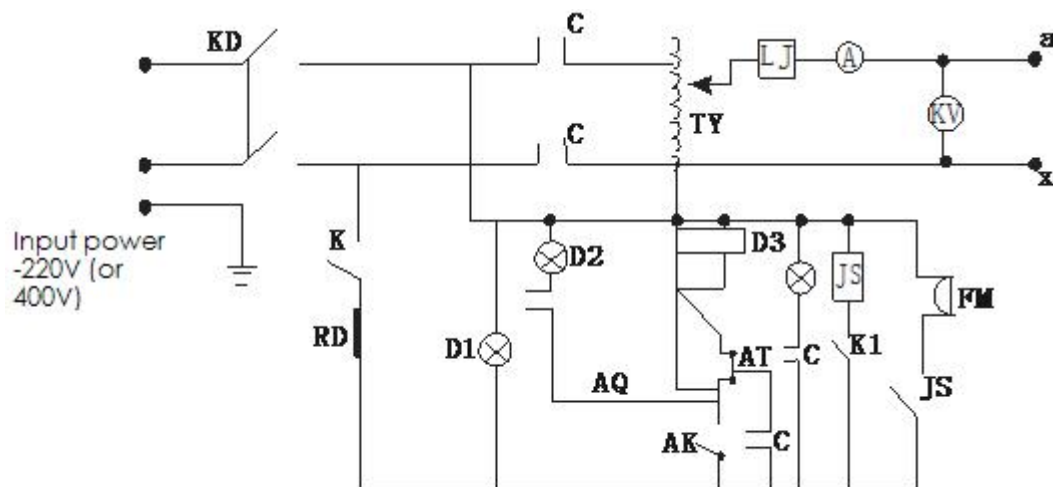 KD
C
LJ
A
a
TY
KV
C
x
Input power
-220V (or
400V)
K
D2
D3
JS
FM
RD
D1
AT
C
K1
AQ
JS
AK
C